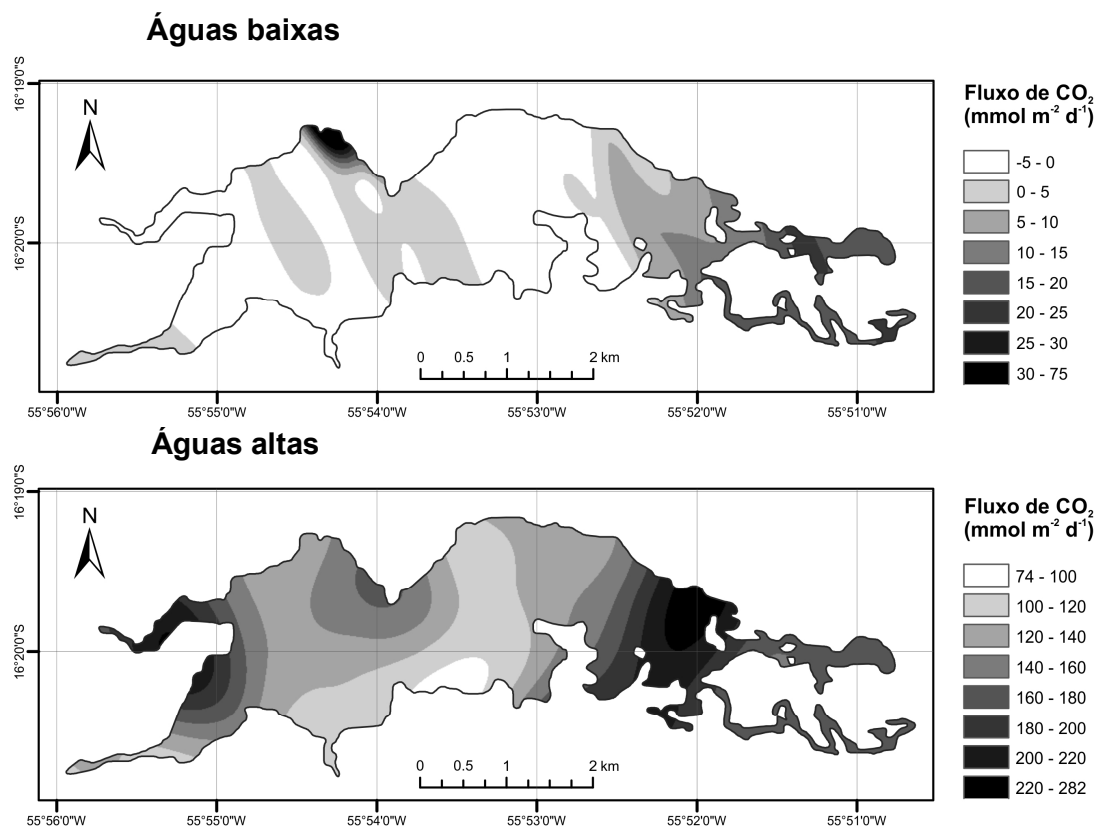 Águas baixas
16°19'0"S
N
16°20'0"S
Fluxo de CO₂
(mmol m⁻² d⁻¹)
-5 - 0
0 - 5
5 - 10
10 - 15
15 - 20
20 - 25
25 - 30
30 - 75
0 0.5 1 2 km
55°56'0"W 55°55'0"W 55°54'0"W 55°53'0"W 55°52'0"W 55°51'0"W
Águas altas
16°19'0"S
N
16°20'0"S
Fluxo de CO₂
(mmol m⁻² d⁻¹)
74 - 100
100 - 120
120 - 140
140 - 160
160 - 180
180 - 200
200 - 220
220 - 282
0 0.5 1 2 km
55°56'0"W 55°55'0"W 55°54'0"W 55°53'0"W 55°52'0"W 55°51'0"W